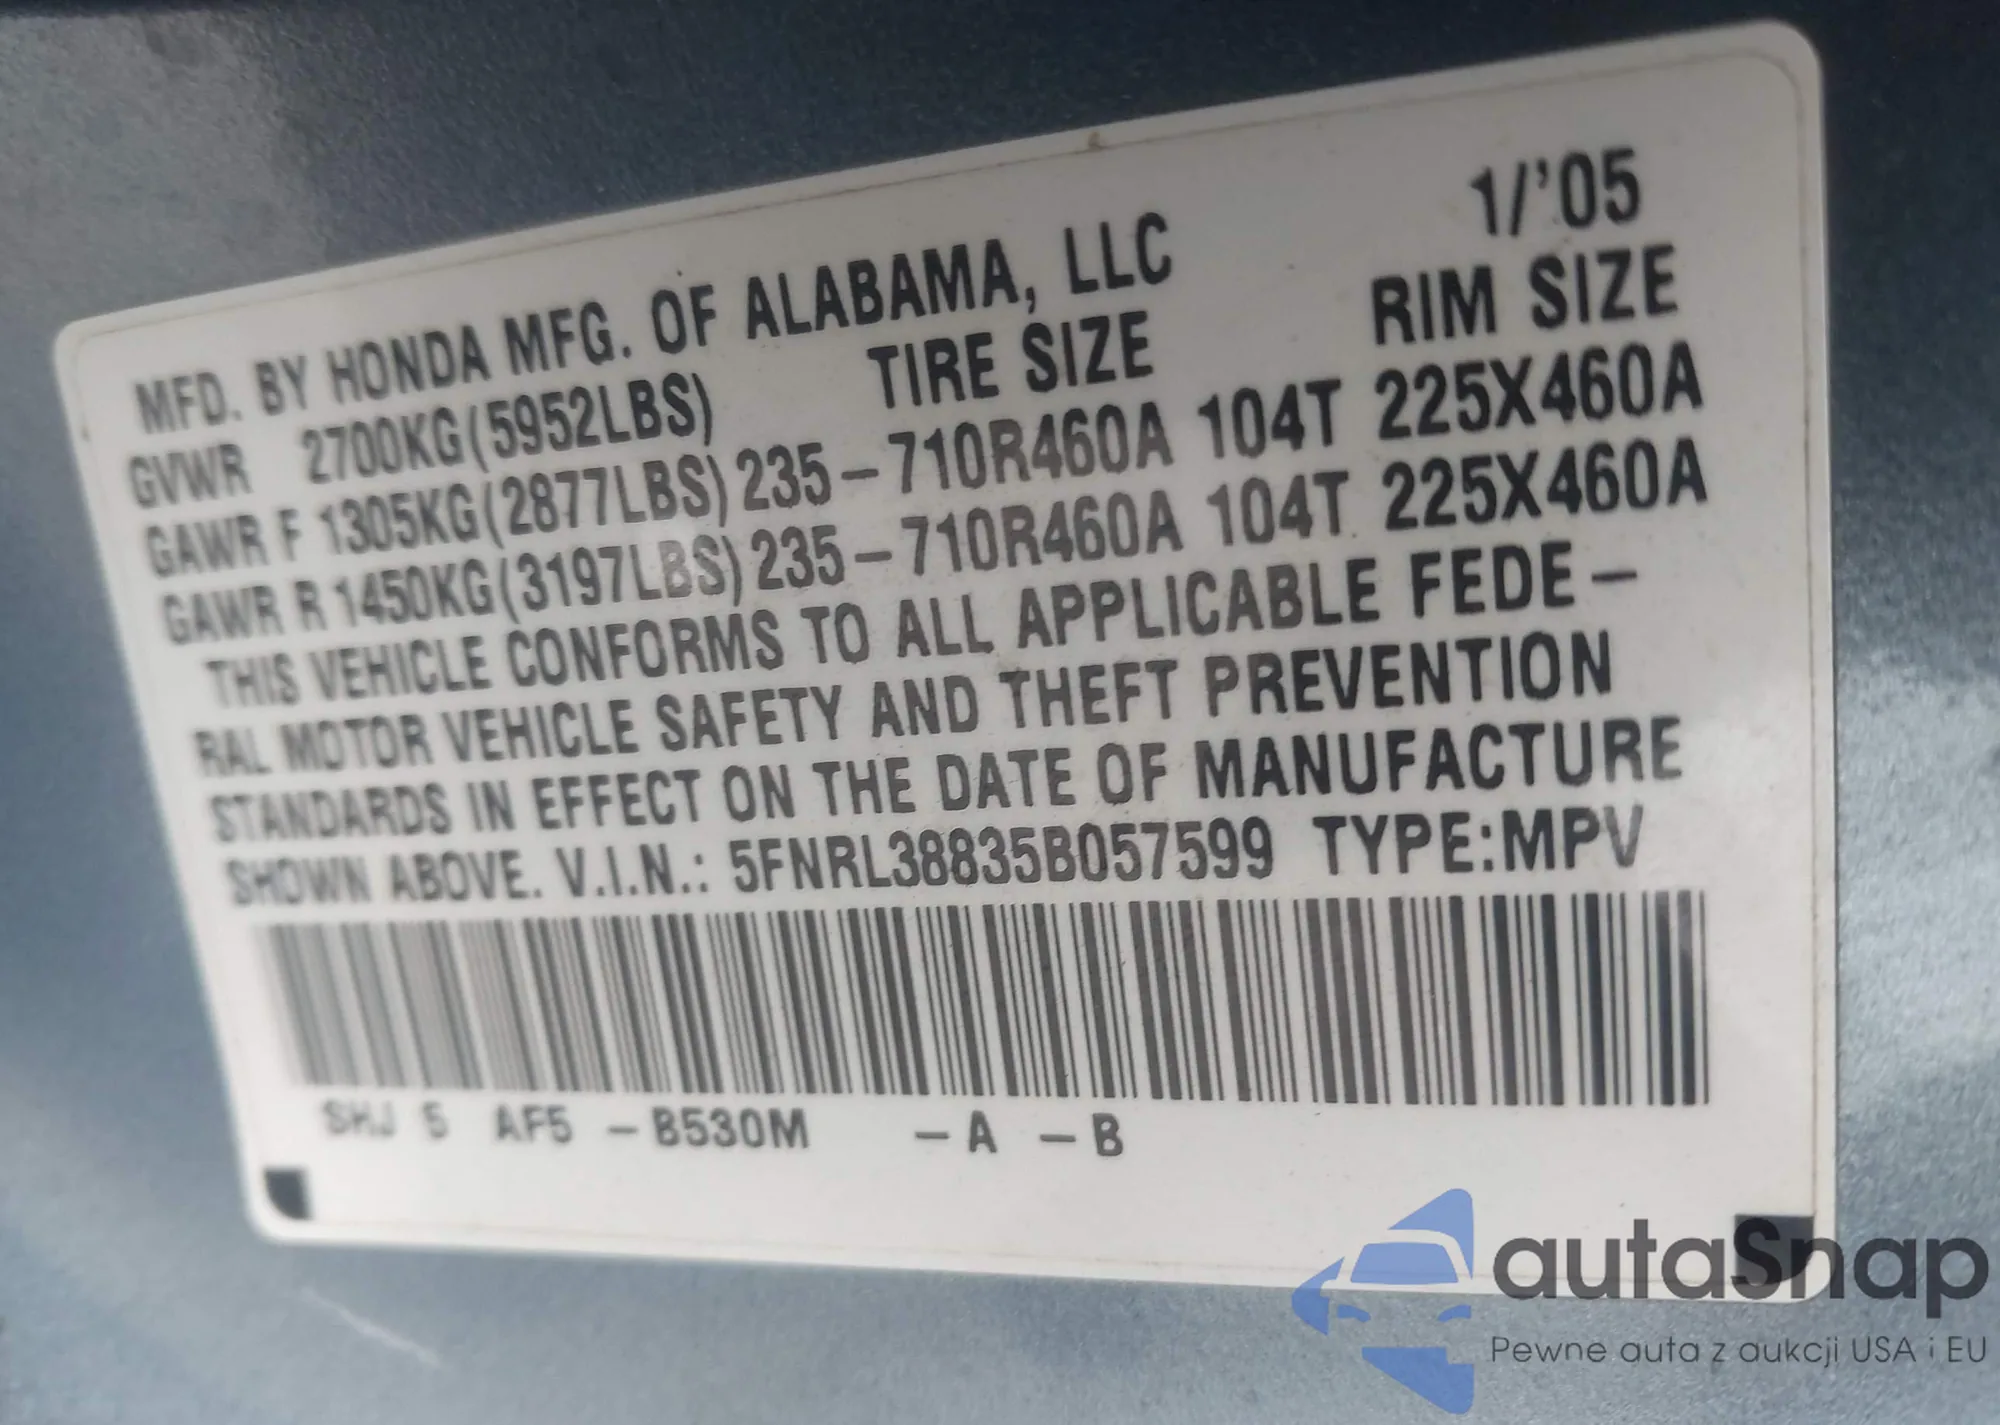 1/'05
MFD. BY HONDA MFG. OF ALABAMA, LLC
TIRE SIZE RIM SIZE
GVWR 2700KG(5952LBS)
GAWR F 1305KG(2877LBS) 235-710R460A 104T 225X460A
GAWR R 1450KG(3197LBS) 235-710R460A 104T 225X460A
THIS VEHICLE CONFORMS TO ALL APPLICABLE FEDE-
RAL MOTOR VEHICLE SAFETY AND THEFT PREVENTION
STANDARDS IN EFFECT ON THE DATE OF MANUFACTURE
SHOWN ABOVE. V.I.N.: 5FNRL38835B057599 TYPE:MPV
SHJ 5 AF5 -B530M -A -B
autaSnap
Pewne auta z aukcji USA i EU